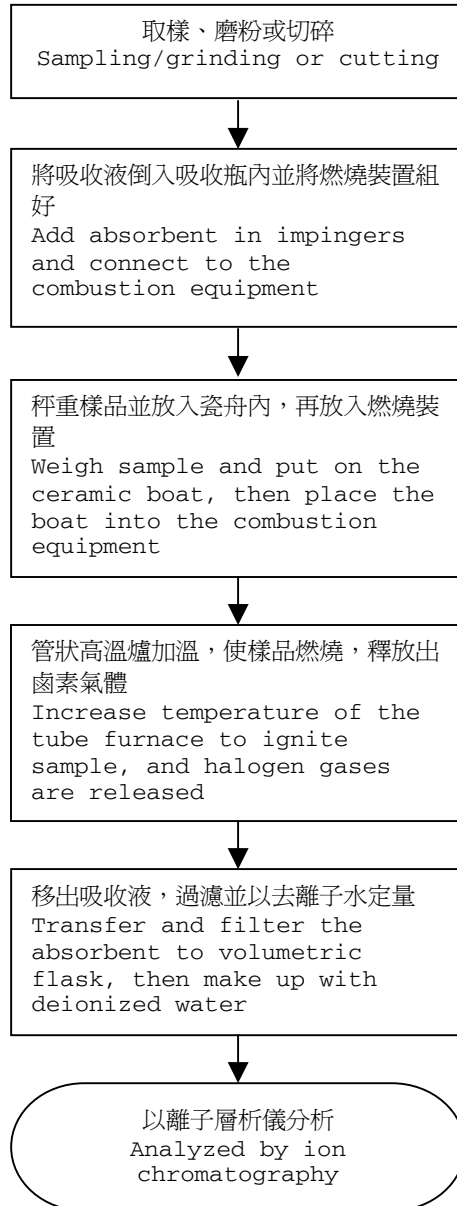 取樣、磨粉或切碎
Sampling/grinding or cutting
將吸收液倒入吸收瓶內並將燃燒裝置組
好
Add absorbent in impingers
and connect to the
combustion equipment
秤重樣品並放入瓷舟內，再放入燃燒裝
置
Weigh sample and put on the
ceramic boat, then place the
boat into the combustion
equipment
管狀高溫爐加溫，使樣品燃燒，釋放出
鹵素氣體
Increase temperature of the
tube furnace to ignite
sample, and halogen gases
are released
移出吸收液，過濾並以去離子水定量
Transfer and filter the
absorbent to volumetric
flask, then make up with
deionized water
以離子層析儀分析
Analyzed by ion
chromatography